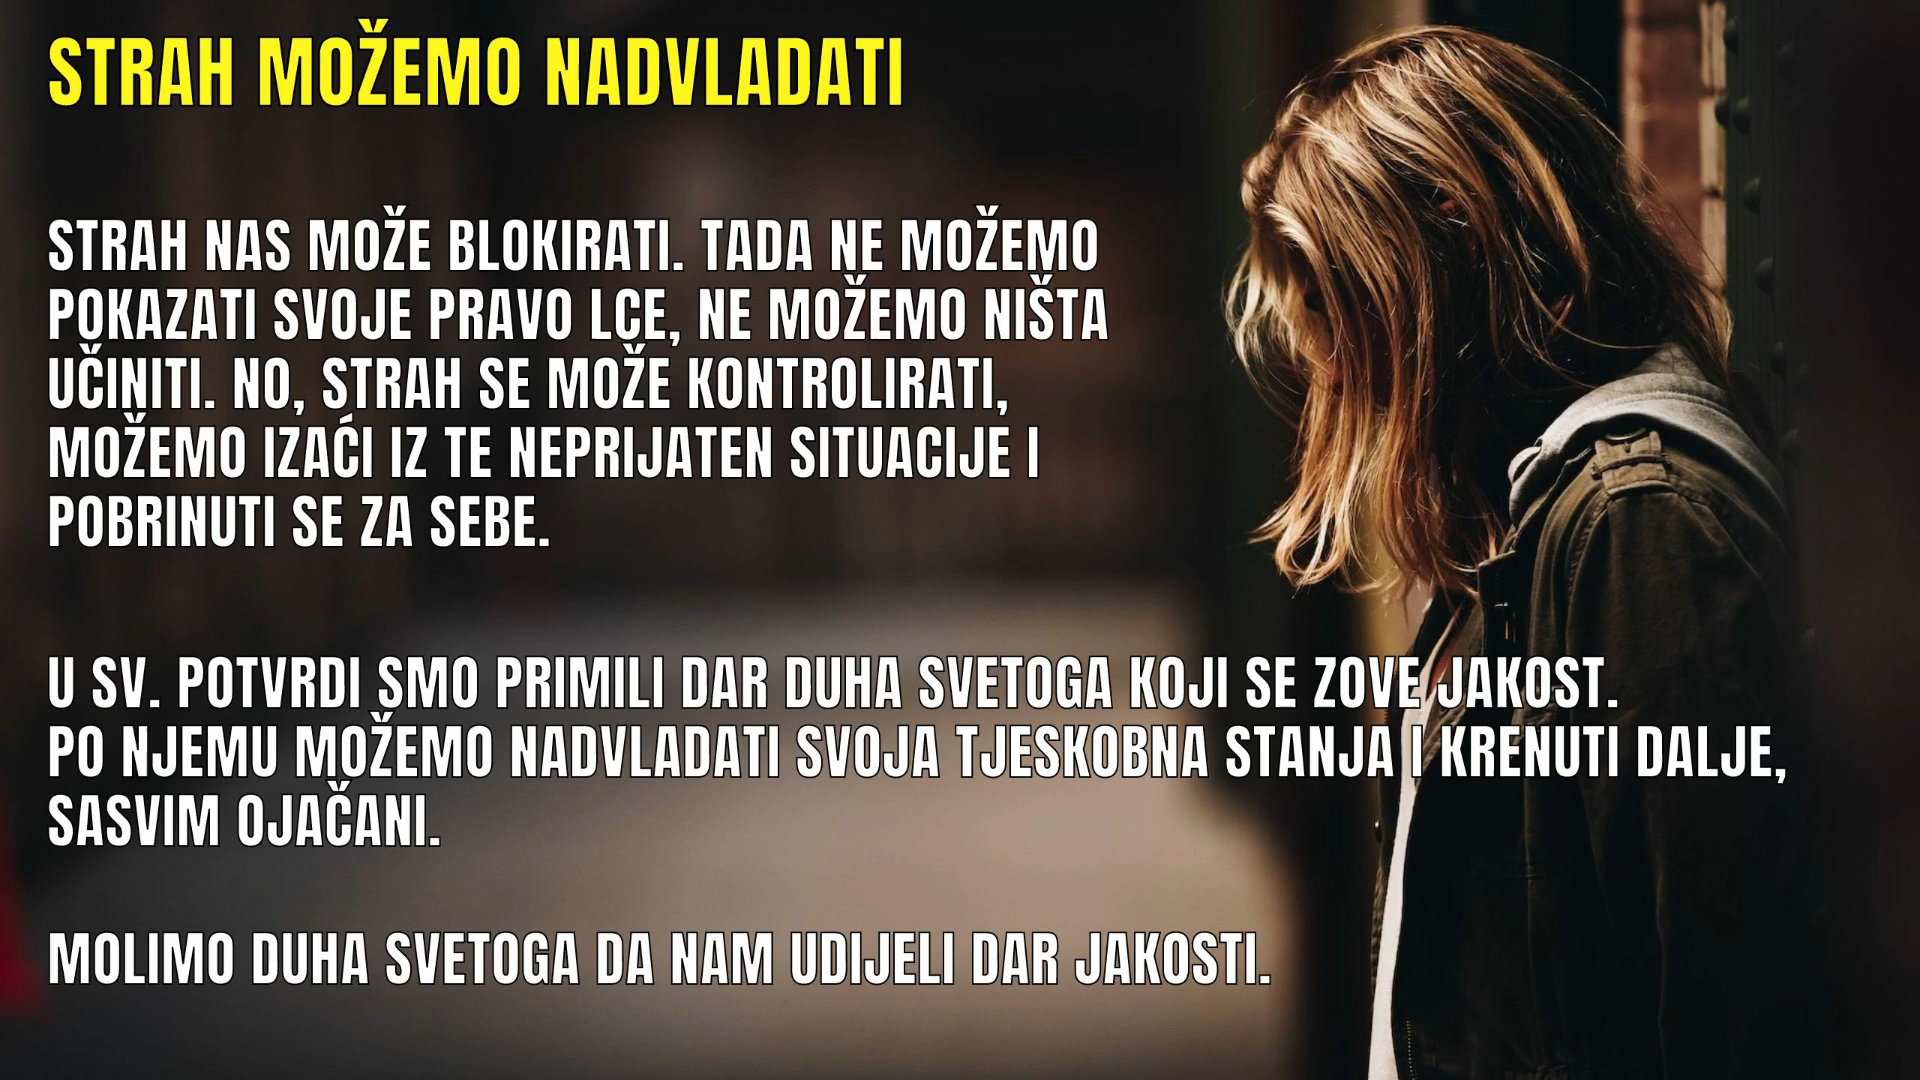 STRAH MOŽEMO NADVLADATI
STRAH NAS MOŽE BLOKIRATI. TADA NE MOŽEMO
POKAZATI SVOJE PRAVO LCE, NE MOŽEMO NIŠTA
UČINITI. NO, STRAH SE MOŽE KONTROLIRATI,
MOŽEMO IZAĆI IZ TE NEPRIJATEN SITUACIJE I
POBRINUTI SE ZA SEBE.
U SV. POTVRDI SMO PRIMILI DAR DUHA SVETOGA KOJI SE ZOVE JAKOST.
PO NJEMU MOŽEMO NADVLADATI SVOJA TJESKOBNA STANJA I KRENUTI DALJE,
SASVIM OJAČANI.
MOLIMO DUHA SVETOGA DA NAM UDIJELI DAR JAKOSTI.